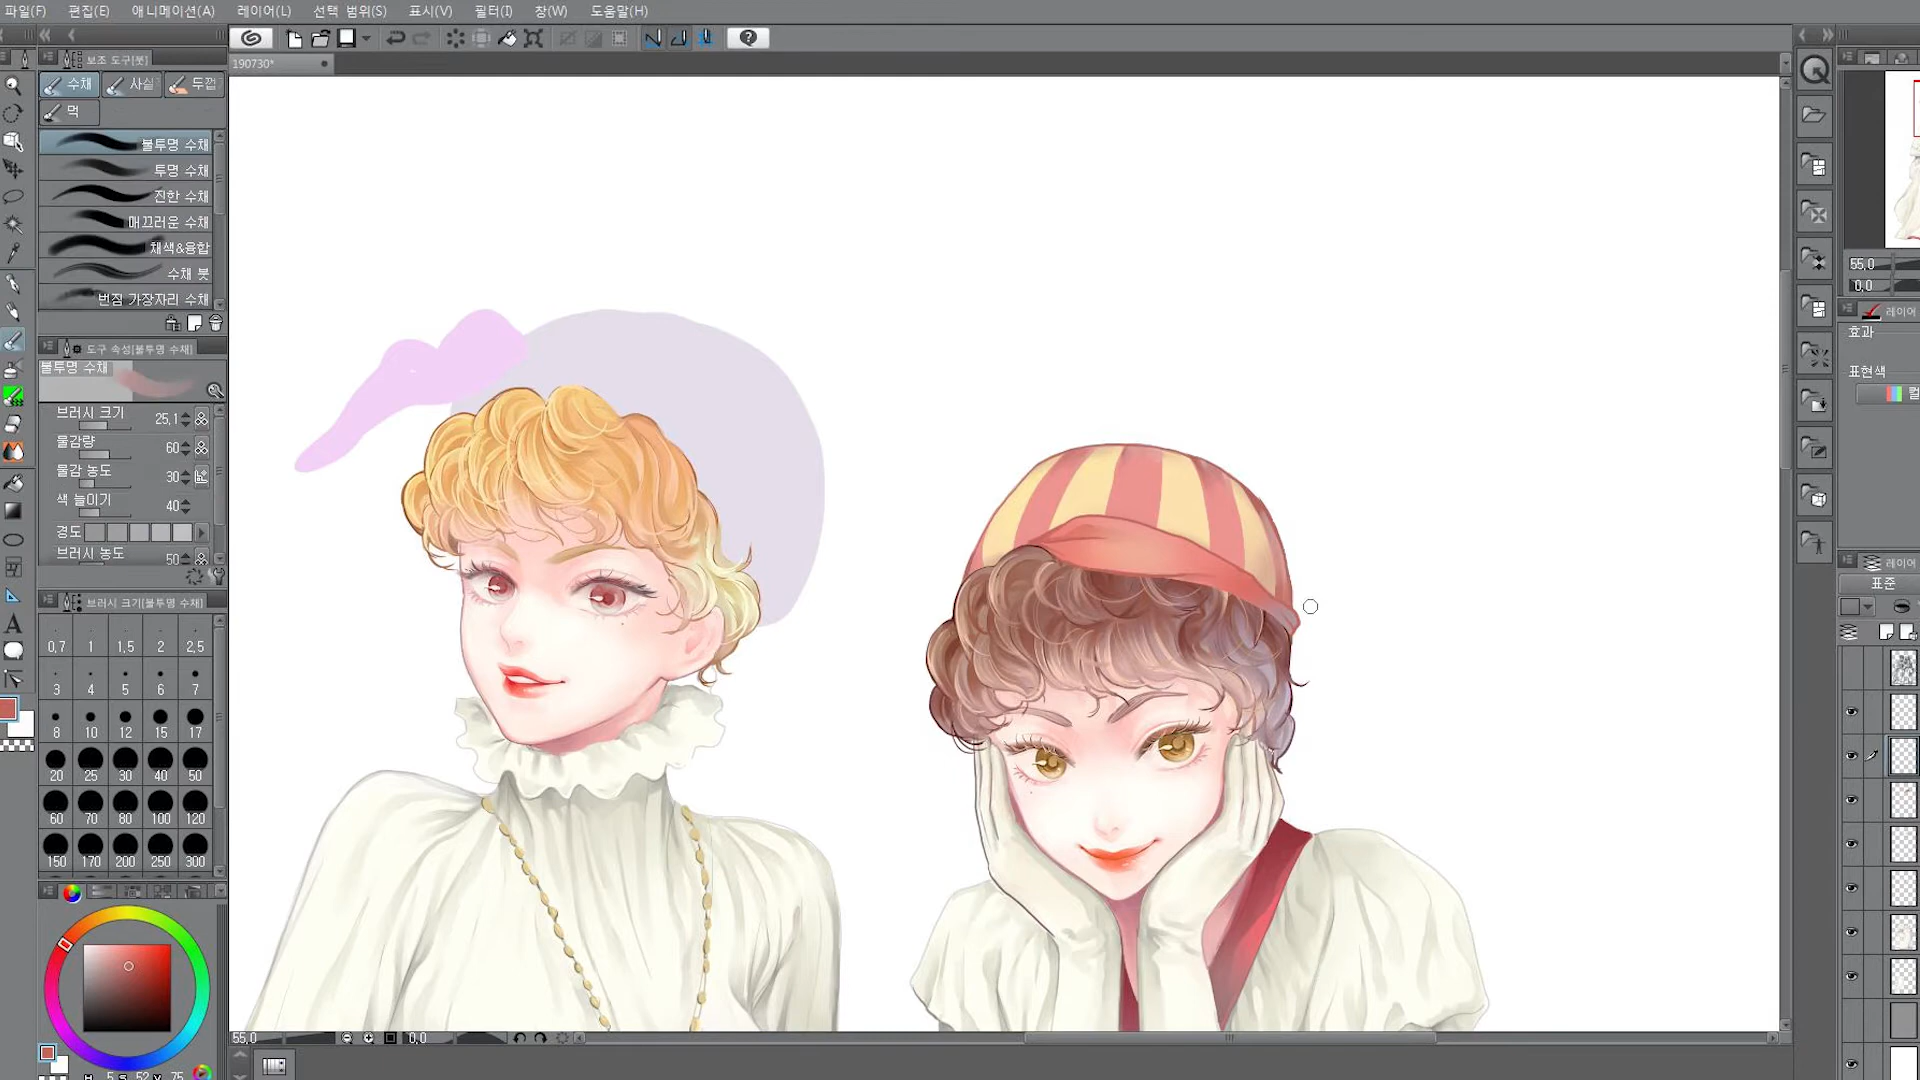 파일(F) 편집(E) 애니메이션(A) 레이어(L) 선택 범위(S) 표시(V) 필터(I) 창(W) 도움말(H)
보조 도구[붓]
190730*
수채 사실 두껍
먹
불투명 수채
투명 수채
진한 수채
매끄러운 수채
채색&융합
수채 붓
번짐 가장자리 수채
도구 속성[불투명 수채]
불투명 수채
브러시 크기 25,1
물감량 60
물감 농도 30
색 늘이기 40
경도
브러시 농도 50
브러시 크기[불투명 수채]
0,7 1 1,5 2 2,5
3 4 5 6 7
8 10 12 15 17
20 25 30 40 50
60 70 80 100 120
150 170 200 250 300
H 5 S 52 V 75
55,0 0,0
55,0
0,0
레이어
효과
표현색
컬
레이어
표준